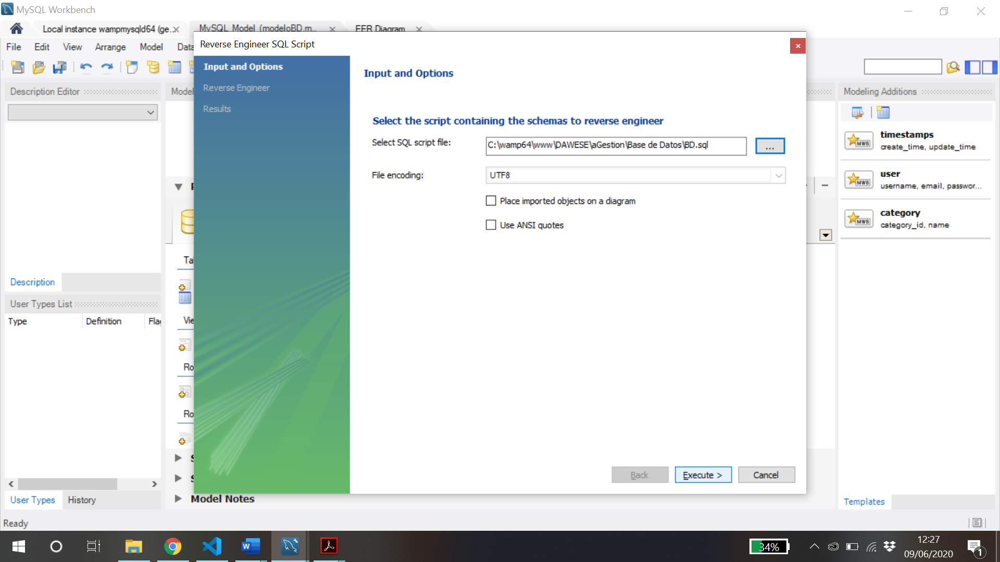 MySQL Workbench
Local instance wampmysqld64 (ge..
MySQL Model (modeloBD.m...
EER Diagram
File Edit View Arrange Model Data
Reverse Engineer SQL Script
Input and Options
Reverse Engineer
Results
Input and Options
Select the script containing the schemas to reverse engineer
Select SQL script file:
C:\wamp64\www\DAWESE\aGestion\Base de Datos\BD.sql
...
File encoding:
UTF8
Place imported objects on a diagram
Use ANSI quotes
Back
Execute >
Cancel
Description Editor
Description
User Types List
Type Definition Flag
User Types
History
Model
Ta
Vie
Ro
Ro
Model Notes
Modeling Additions
MWB
timestamps
create_time, update_time
MWB
user
username, email, passwor...
MWB
category
category_id, name
Templates
Ready
34%
12:27
09/06/2020
1